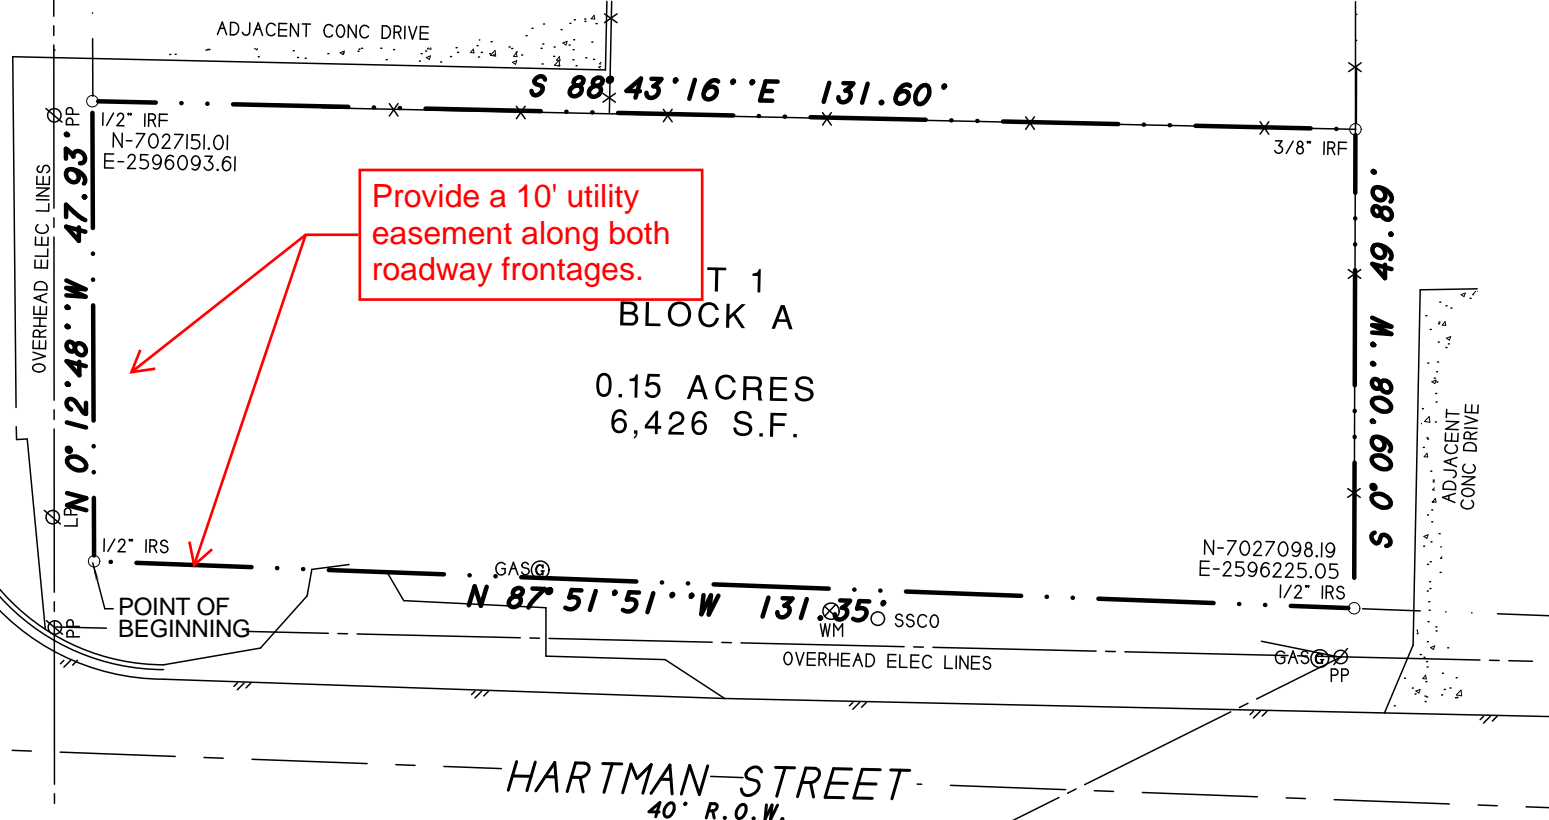 ADJACENT CONC DRIVE
S 88°43'16''E 131.60'
PP
1/2" IRF
N-7027151.01
E-2596093.61
3/8" IRF
OVERHEAD ELEC LINES
N 0°12'48''W 47.93'
Provide a 10' utility
easement along both
roadway frontages.
T 1
BLOCK A
0.15 ACRES
6,426 S.F.
S 0°09'08''W 49.89'
ADJACENT
CONC DRIVE
LP
1/2" IRS
N-7027098.19
E-2596225.05
1/2" IRS
GAS G
N 87°51'51''W 131.35'
POINT OF
BEGINNING
PP
WM
SSCO
OVERHEAD ELEC LINES
GAS G
PP
HARTMAN STREET
40' R.O.W.